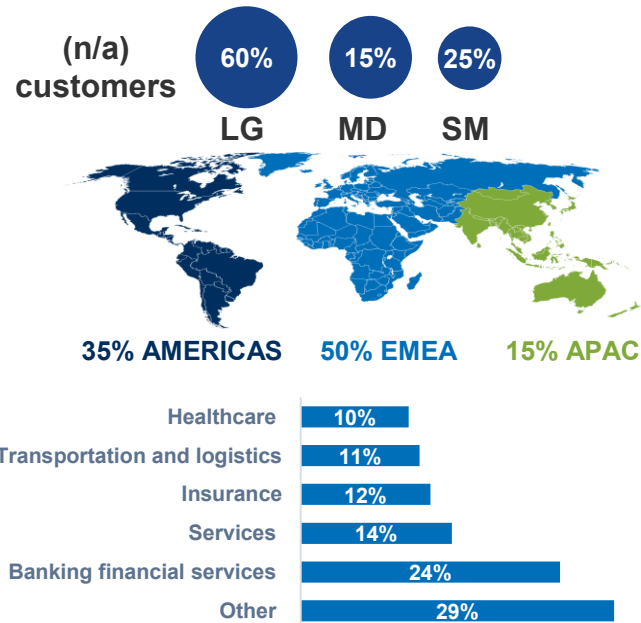 (n/a)
customers
60%
15%
25%
LG
MD
SM
35% AMERICAS
50% EMEA
15% APAC
Healthcare
10%
Transportation and logistics
11%
Insurance
12%
Services
14%
Banking financial services
24%
Other
29%